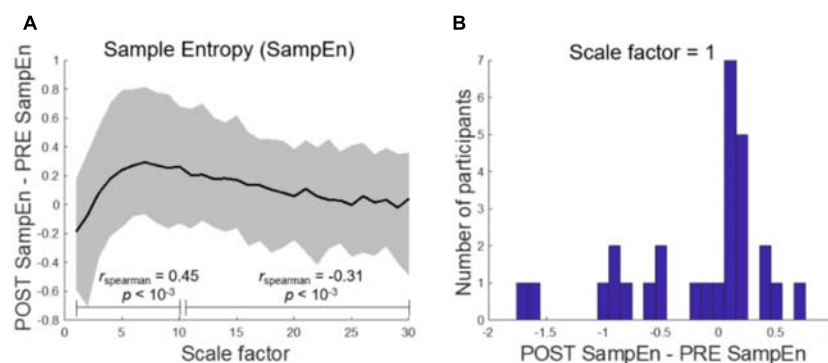 A
Sample Entropy (SampEn)
POST SampEn - PRE SampEn
1
0.8
0.6
0.4
0.2
0
-0.2
-0.4
-0.6
-0.8
r_spearman = 0.45
p < 10⁻³
r_spearman = -0.31
p < 10⁻³
0 5 10 15 20 25 30
Scale factor
B
Scale factor = 1
Number of participants
7
6
5
4
3
2
1
0
-2 -1.5 -1 -0.5 0 0.5
POST SampEn - PRE SampEn